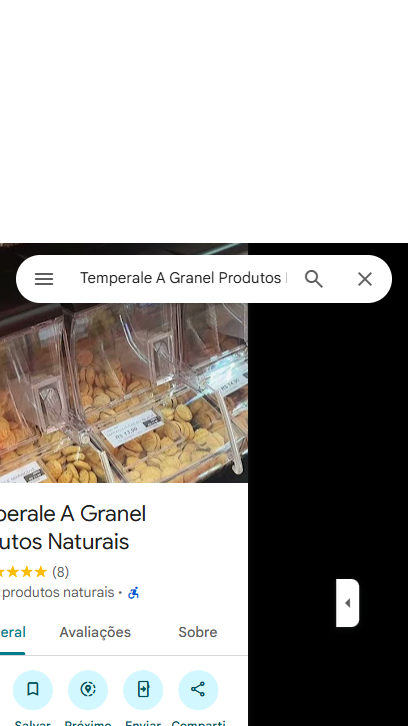 Temperale A Granel Produtos
perale A Granel
utos Naturais
(8)
produtos naturais ·
eral Avaliações Sobre
Salvar Próximo Enviar Comparti